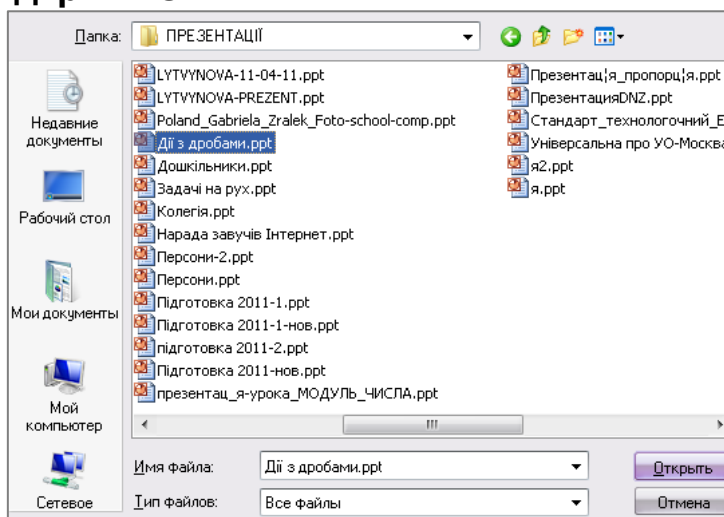 Папка: ПРЕЗЕНТАЦІЇ
Недавние документы
Рабочий стол
Мои документы
Мой компьютер
Сетевое
LYTVYNOVA-11-04-11.ppt
LYTVYNOVA-PREZENT.ppt
Poland_Gabriela_Zralek_Foto-school-comp.ppt
Дії з дробами.ppt
Дошкільники.ppt
Задачі на рух.ppt
Колегія.ppt
Нарада завучів Інтернет.ppt
Персони-2.ppt
Персони.ppt
Підготовка 2011-1.ppt
Підготовка 2011-1-нов.ppt
підготовка 2011-2.ppt
Підготовка 2011-нов.ppt
презентац_я-урока_МОДУЛЬ_ЧИСЛА.ppt
Презентац¦я_пропорц¦я.ppt
ПрезентацияDNZ.ppt
Стандарт_технологочний_Е
Універсальна про УО-Москва
я2.ppt
я.ppt
Имя файла: Дії з дробами.ppt
Открыть
Тип файлов: Все файлы
Отмена